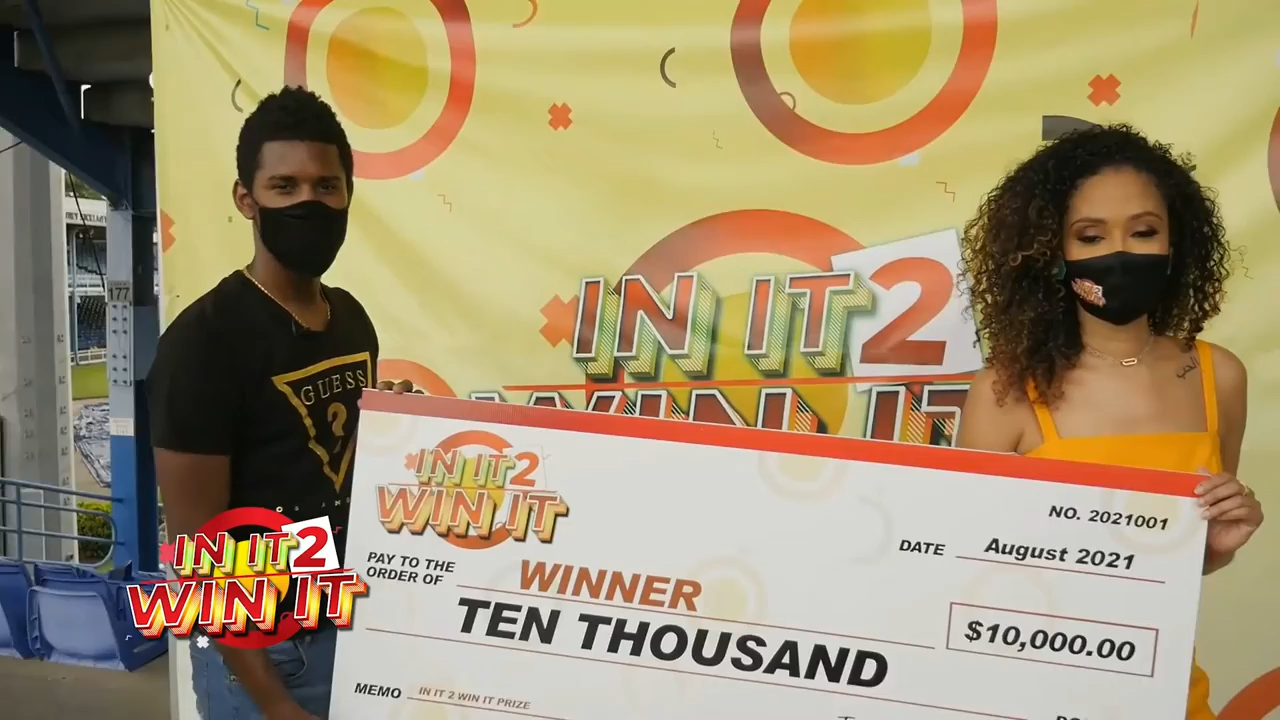 177
GUESS
?
IN IT 2
WIN IT
IN IT 2
WIN IT
NO. 2021001
DATE August 2021
PAY TO THE
ORDER OF
WINNER
$10,000.00
TEN THOUSAND
MEMO IN IT 2 WIN IT PRIZE
IN IT 2
WIN IT